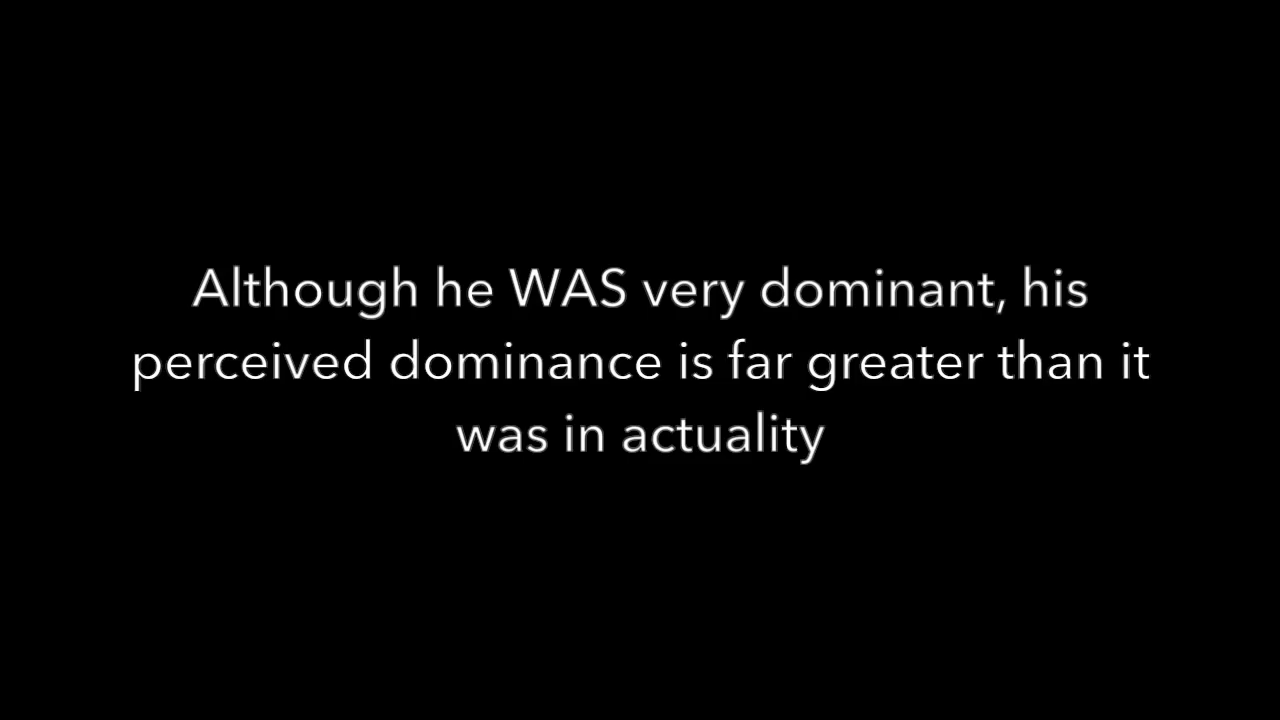 Although he WAS very dominant, his
perceived dominance is far greater than it
was in actuality